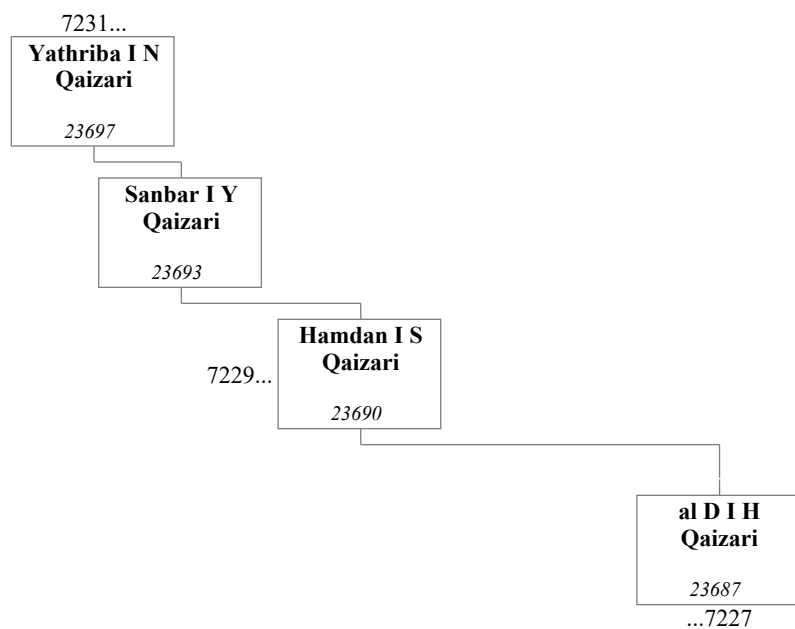 7231...
Yathriba I N
Qaizari
23697
Sanbar I Y
Qaizari
23693
Hamdan I S
Qaizari
7229...
23690
al D I H
Qaizari
23687
...7227